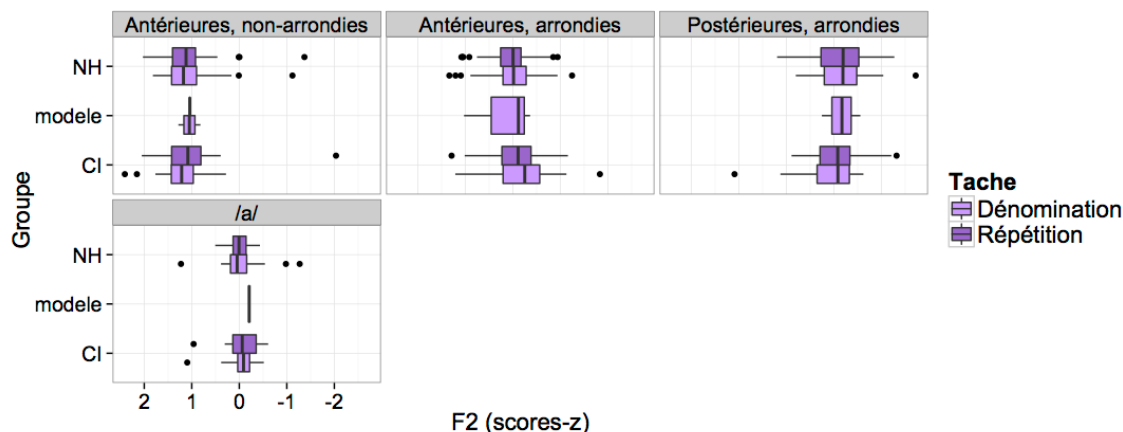 Antérieures, non-arrondies
Antérieures, arrondies
Postérieures, arrondies
NH
modele
CI
/a/
NH
modele
CI
2 1 0 -1 -2
Groupe
F2 (scores-z)
Tache
Dénomination
Répétition